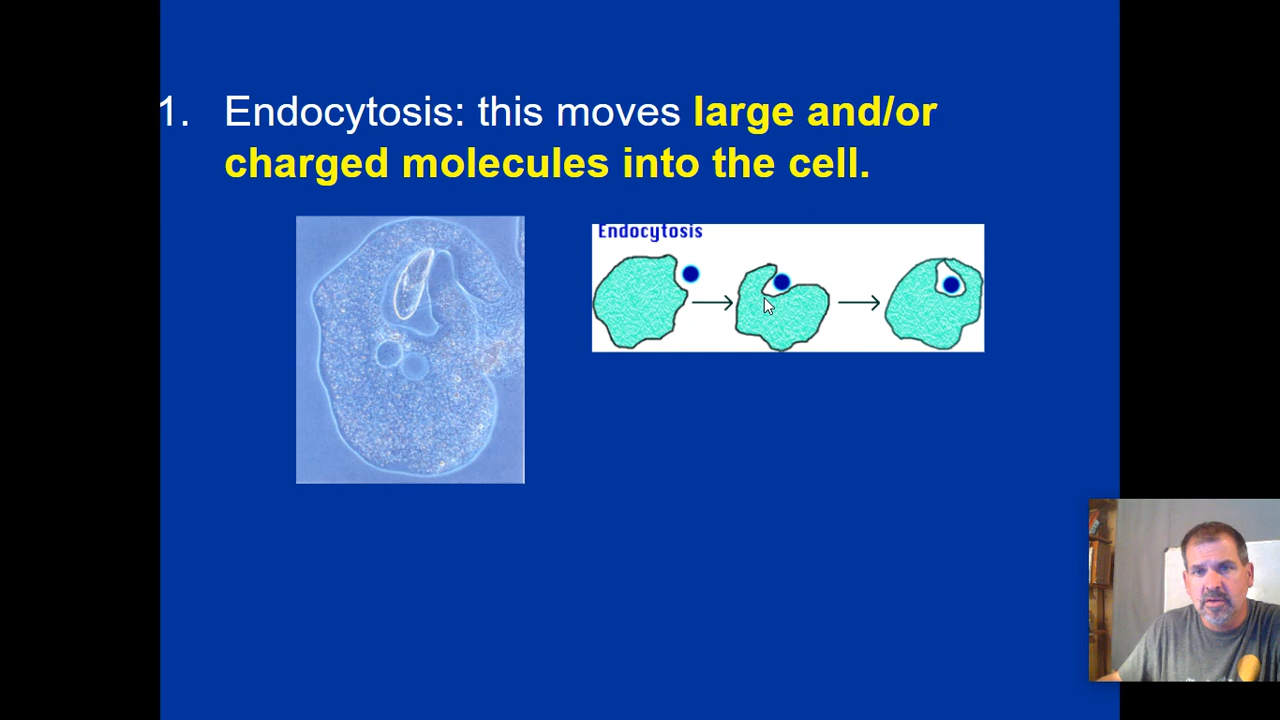 1. Endocytosis: this moves large and/or
charged molecules into the cell.
Endocytosis